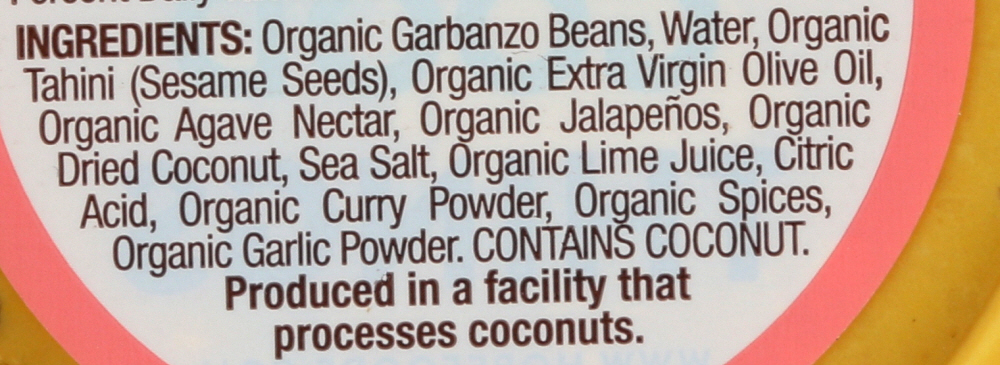 INGREDIENTS: Organic Garbanzo Beans, Water, Organic
Tahini (Sesame Seeds), Organic Extra Virgin Olive Oil,
Organic Agave Nectar, Organic Jalapeños, Organic
Dried Coconut, Sea Salt, Organic Lime Juice, Citric
Acid, Organic Curry Powder, Organic Spices,
Organic Garlic Powder. CONTAINS COCONUT.
Produced in a facility that
processes coconuts.